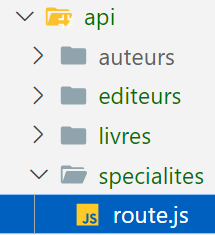 api
auteurs
editeurs
livres
specialites
JS route.js